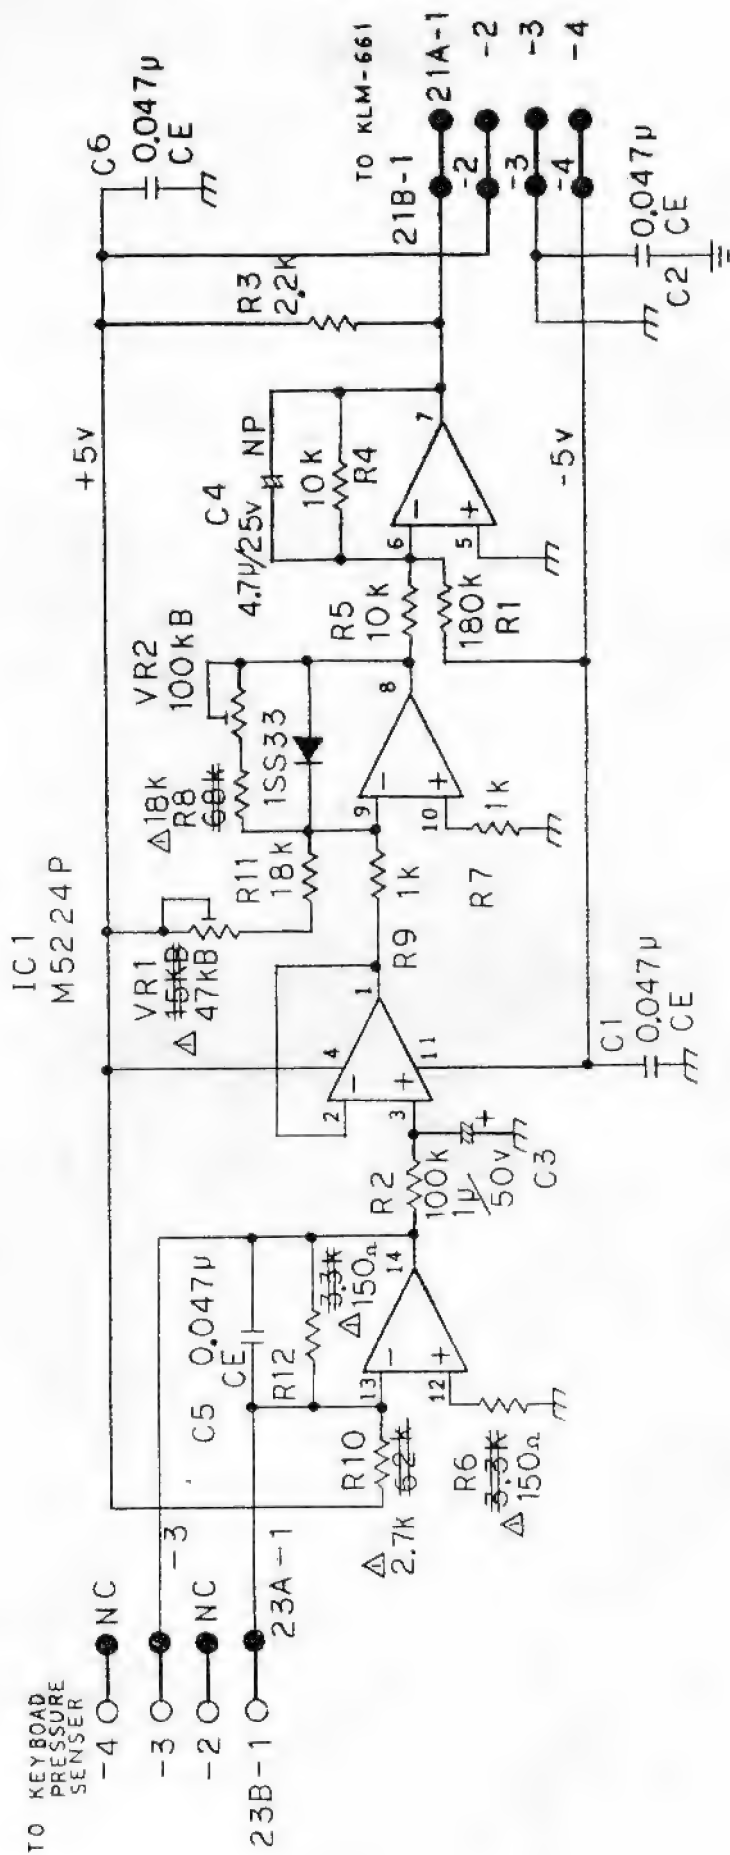 IC1
M5224P
TO KEYBOAD
PRESSURE
SENSER
-4
NC
-3
-3
-2
NC
23B-1
23A-1
C5
0.047μ
CE
R12
3.3K
⚠150Ω
R10
62K
⚠
2.7K
13
12
14
R6
3.3K
⚠150Ω
R2
100k
1μ/50v
+
C3
2
3
1
4
11
−
+
VR1
15KB
⚠ 47KB
R11
18K
R9
1k
⚠18k
R8
68k
VR2
100kB
1SS33
9
10
8
−
+
R7
1k
C1
0.047μ
CE
R5
10k
180k
R1
C4
4.7μ/25v
NP
10k
R4
6
5
7
−
+
+5v
-5v
R3
2.2k
C6
0.047μ
CE
TO KLM-661
21B-1
21A-1
-2
-2
-3
-3
-4
-4
0.047μ
CE
C2